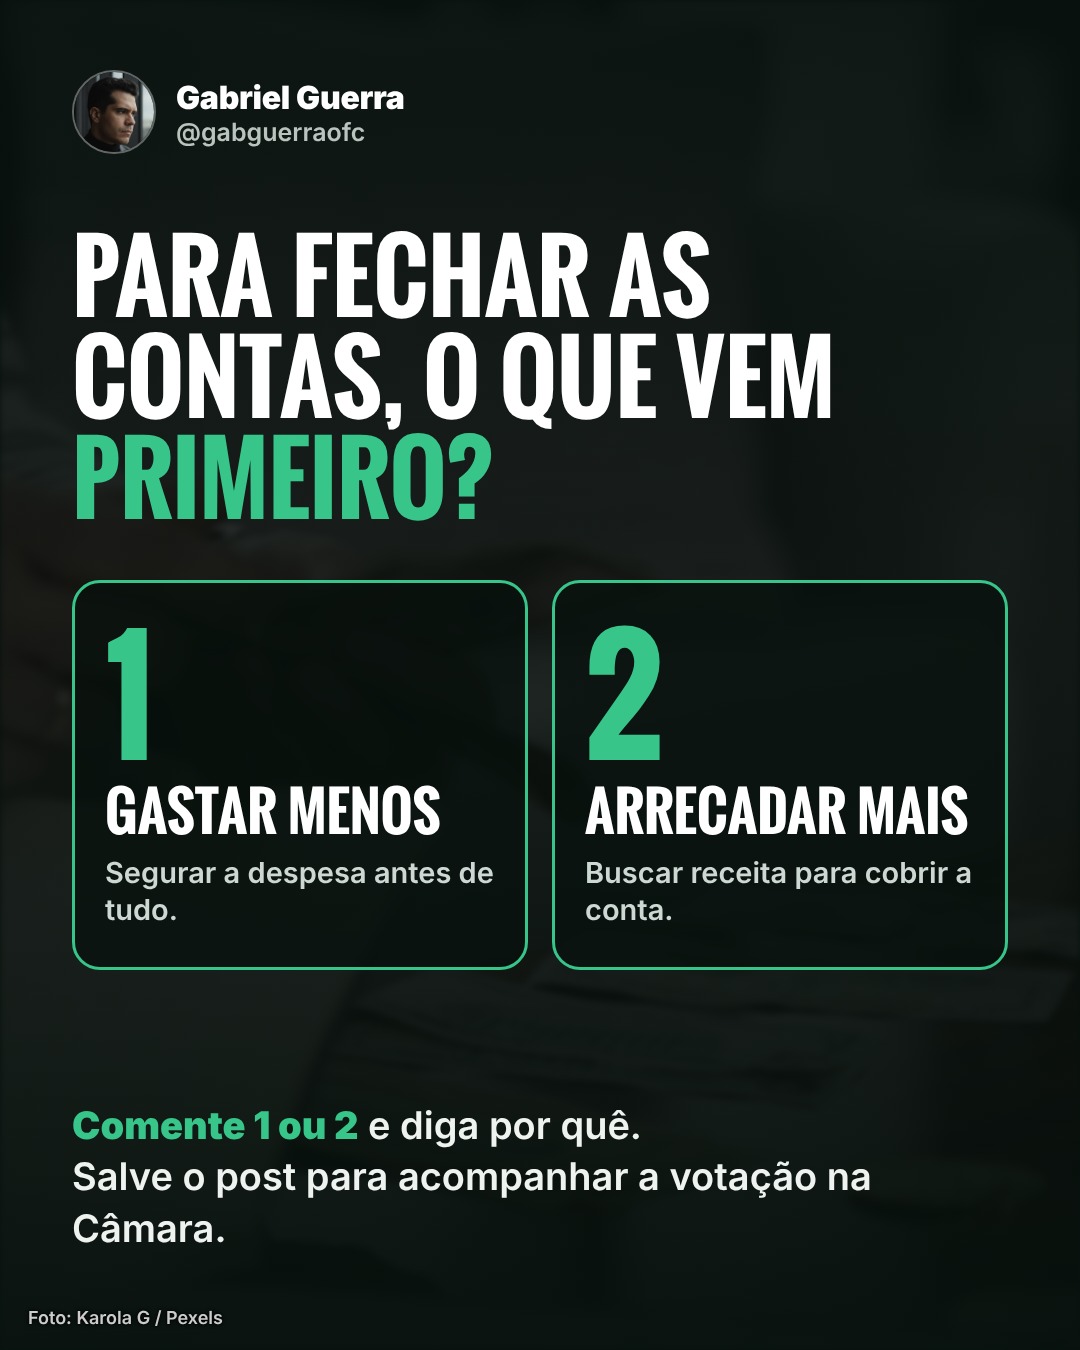 Gabriel Guerra
@gabguerraofc
PARA FECHAR AS
CONTAS, O QUE VEM
PRIMEIRO?
1
GASTAR MENOS
Segurar a despesa antes de
tudo.
2
ARRECADAR MAIS
Buscar receita para cobrir a
conta.
Comente 1 ou 2 e diga por quê.
Salve o post para acompanhar a votação na
Câmara.
Foto: Karola G / Pexels